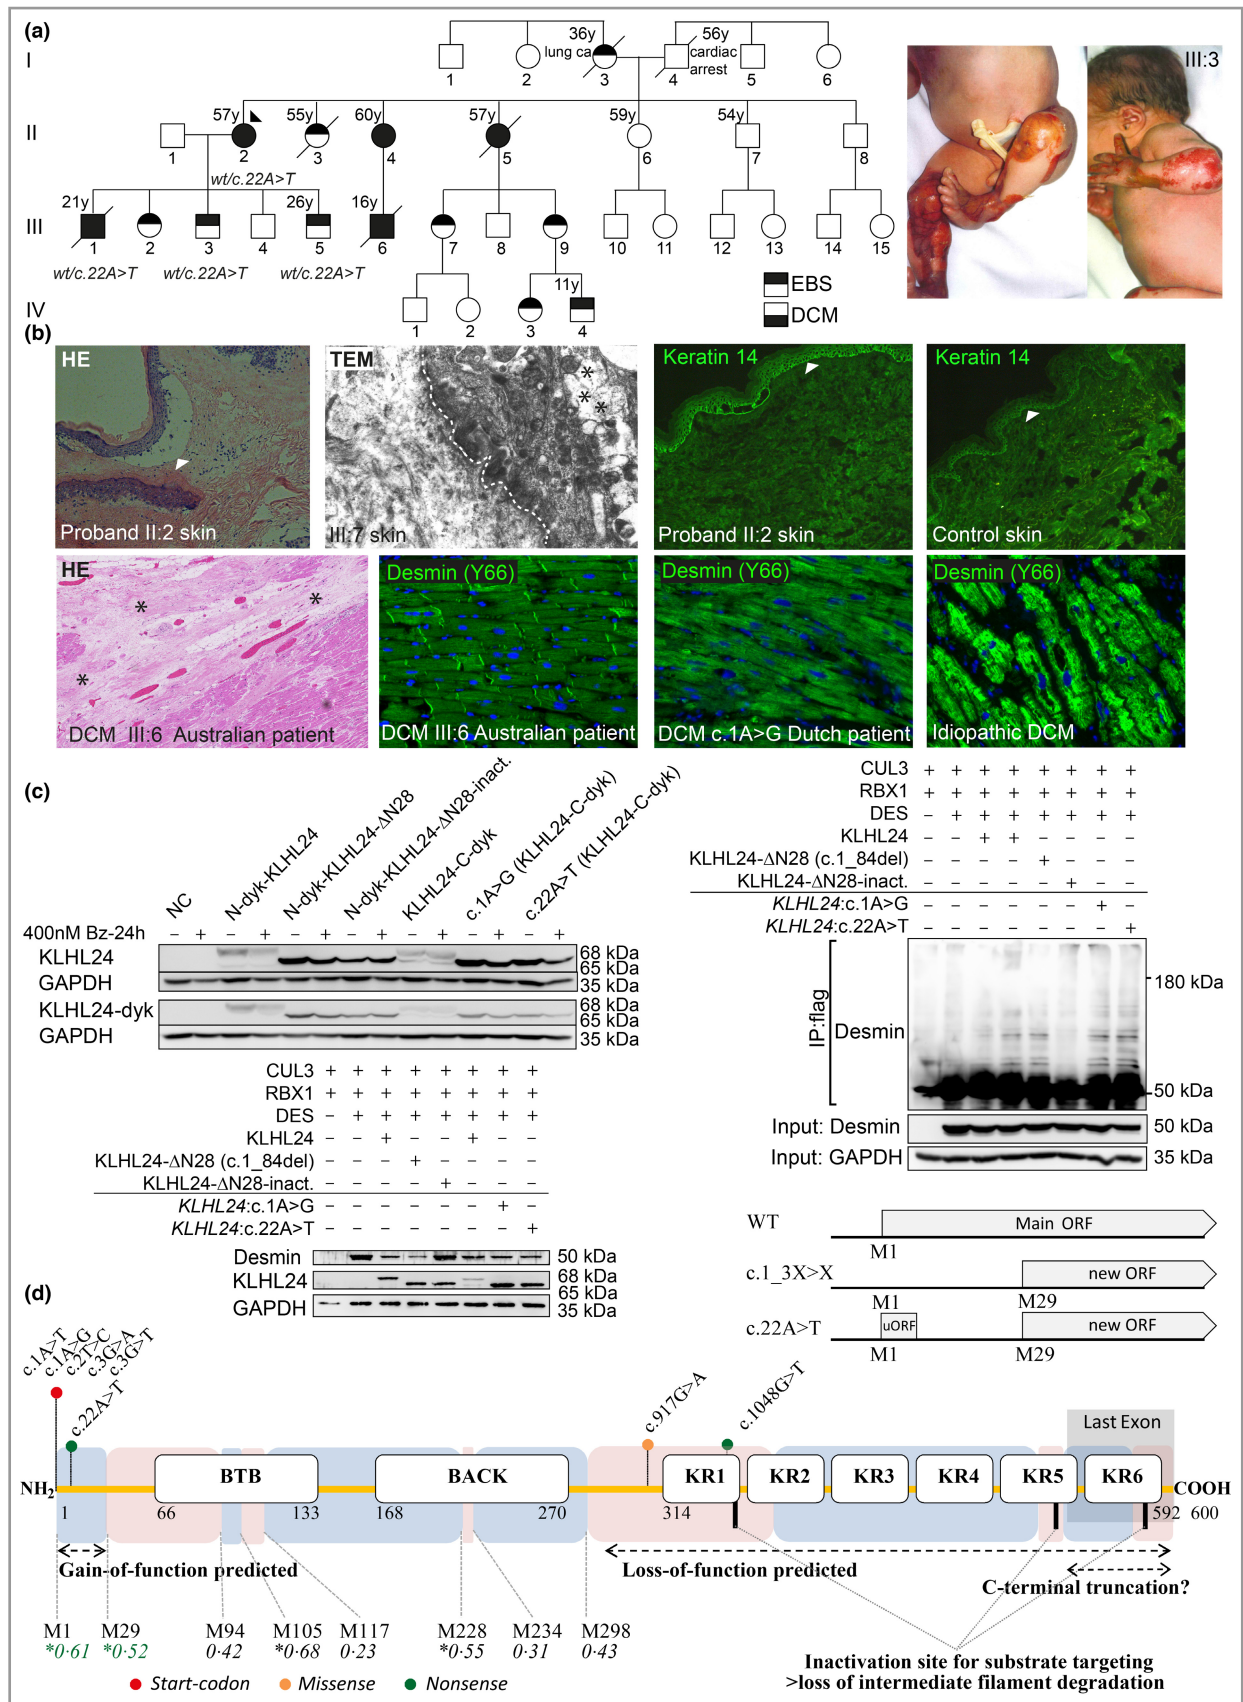 (a)
I
36y
lung ca
56y
cardiac
arrest
1 2 3 4 5 6
III:3
II
57y 55y 60y 57y 59y 54y
1 2 3 4 5 6 7 8
wt/c.22A>T
21y 26y 16y
III
1 2 3 4 5 6 7 8 9 10 11 12 13 14 15
wt/c.22A>T wt/c.22A>T wt/c.22A>T
11y
IV
1 2 3 4
EBS
DCM
(b)
HE
Proband II:2 skin
TEM
* * *
III:7 skin
Keratin 14
Proband II:2 skin
Keratin 14
Control skin
HE
* * *
DCM III:6 Australian patient
Desmin (Y66)
DCM III:6 Australian patient
Desmin (Y66)
DCM c.1A>G Dutch patient
Desmin (Y66)
Idiopathic DCM
(c)
NC
N-dyk-KLHL24
N-dyk-KLHL24-ΔN28
N-dyk-KLHL24-ΔN28-inact.
KLHL24-C-dyk
c.1A>G (KLHL24-C-dyk)
c.22A>T (KLHL24-C-dyk)
400nM Bz-24h – + – + – + – + – + – + – +
KLHL24 68 kDa
65 kDa
GAPDH 35 kDa
KLHL24-dyk 68 kDa
65 kDa
GAPDH 35 kDa
CUL3 + + + + + + + +
RBX1 + + + + + + + +
DES – + + + + + + +
KLHL24 – – + – – + – –
KLHL24-ΔN28 (c.1_84del) – – – + – – – –
KLHL24-ΔN28-inact. – – – – + – – –
KLHL24:c.1A>G – – – – – – + –
KLHL24:c.22A>T – – – – – – – +
Desmin 50 kDa
KLHL24 68 kDa
65 kDa
GAPDH 35 kDa
CUL3 + + + + + + + +
RBX1 + + + + + + + +
DES – + + + + + + +
KLHL24 – – + + – – – –
KLHL24-ΔN28 (c.1_84del) – – – – + – – –
KLHL24-ΔN28-inact. – – – – – + – –
KLHL24:c.1A>G – – – – – – + –
KLHL24:c.22A>T – – – – – – – +
IP:flag
Desmin
180 kDa
50 kDa
Input: Desmin 50 kDa
Input: GAPDH 35 kDa
WT Main ORF
M1
c.1_3X>X new ORF
M1 M29
c.22A>T uORF new ORF
M1 M29
(d)
c.1A>T
c.1A>G
c.2T>C
c.3G>A
c.3G>T
c.22A>T
c.917G>A
c.1048G>T
Last Exon
NH2 BTB BACK KR1 KR2 KR3 KR4 KR5 KR6 COOH
1 66 133 168 270 314 592 600
Gain-of-function predicted
Loss-of-function predicted
C-terminal truncation?
M1 M29 M94 M105 M117 M228 M234 M298
*0·61 *0·52 0·42 *0·68 0·23 *0·55 0·31 0·43
Inactivation site for substrate targeting
>loss of intermediate filament degradation
Start-codon Missense Nonsense